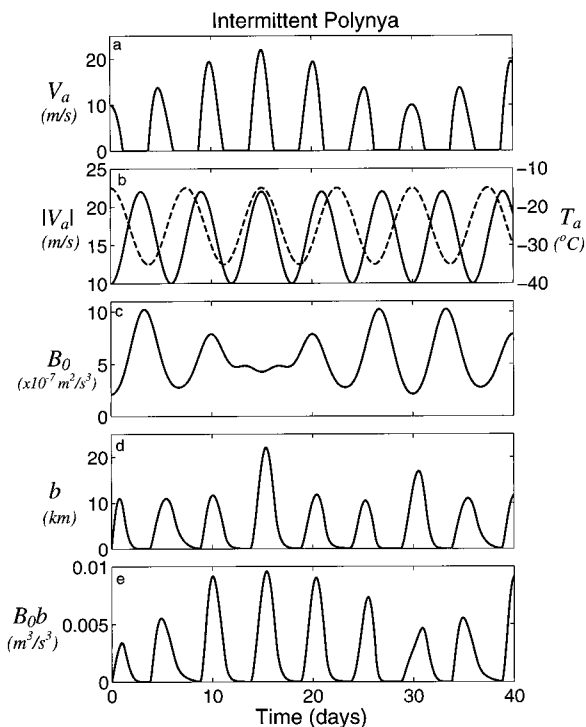 Intermittent Polynya
a
20
10
0
V_a
(m/s)
b
25
20
15
10
|V_a|
(m/s)
−10
−20
−30
−40
T_a
(°C)
c
10
5
0
B_0
(x10^-7 m^2/s^3)
d
20
10
0
b
(km)
e
0.01
0.005
0
B_0b
(m^3/s^3)
0 10 20 30 40
Time (days)